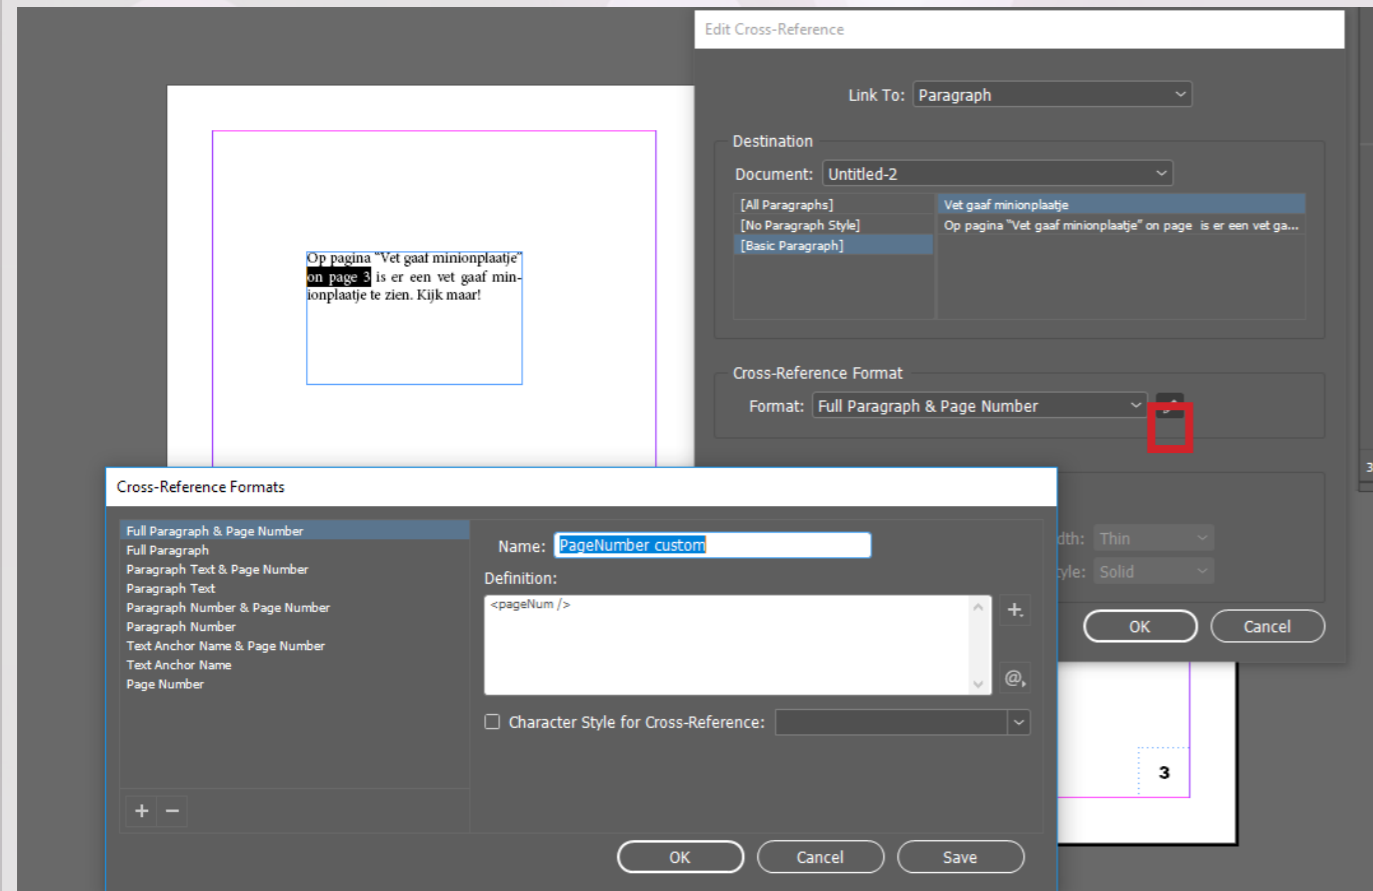 Edit Cross-Reference
Link To: Paragraph
Destination
Document: Untitled-2
[All Paragraphs]
[No Paragraph Style]
[Basic Paragraph]
Vet gaaf minionplaatje
Op pagina "Vet gaaf minionplaatje" on page is er een vet ga...
Op pagina "Vet gaaf minionplaatje"
on page 3 is er een vet gaaf min-
ionplaatje te zien. Kijk maar!
Cross-Reference Format
Format: Full Paragraph & Page Number
3
dth: Thin
yle: Solid
OK Cancel
Cross-Reference Formats
Full Paragraph & Page Number
Full Paragraph
Paragraph Text & Page Number
Paragraph Text
Paragraph Number & Page Number
Paragraph Number
Text Anchor Name & Page Number
Text Anchor Name
Page Number
Name: PageNumber custom
Definition:
<pageNum />
Character Style for Cross-Reference:
3
OK Cancel Save